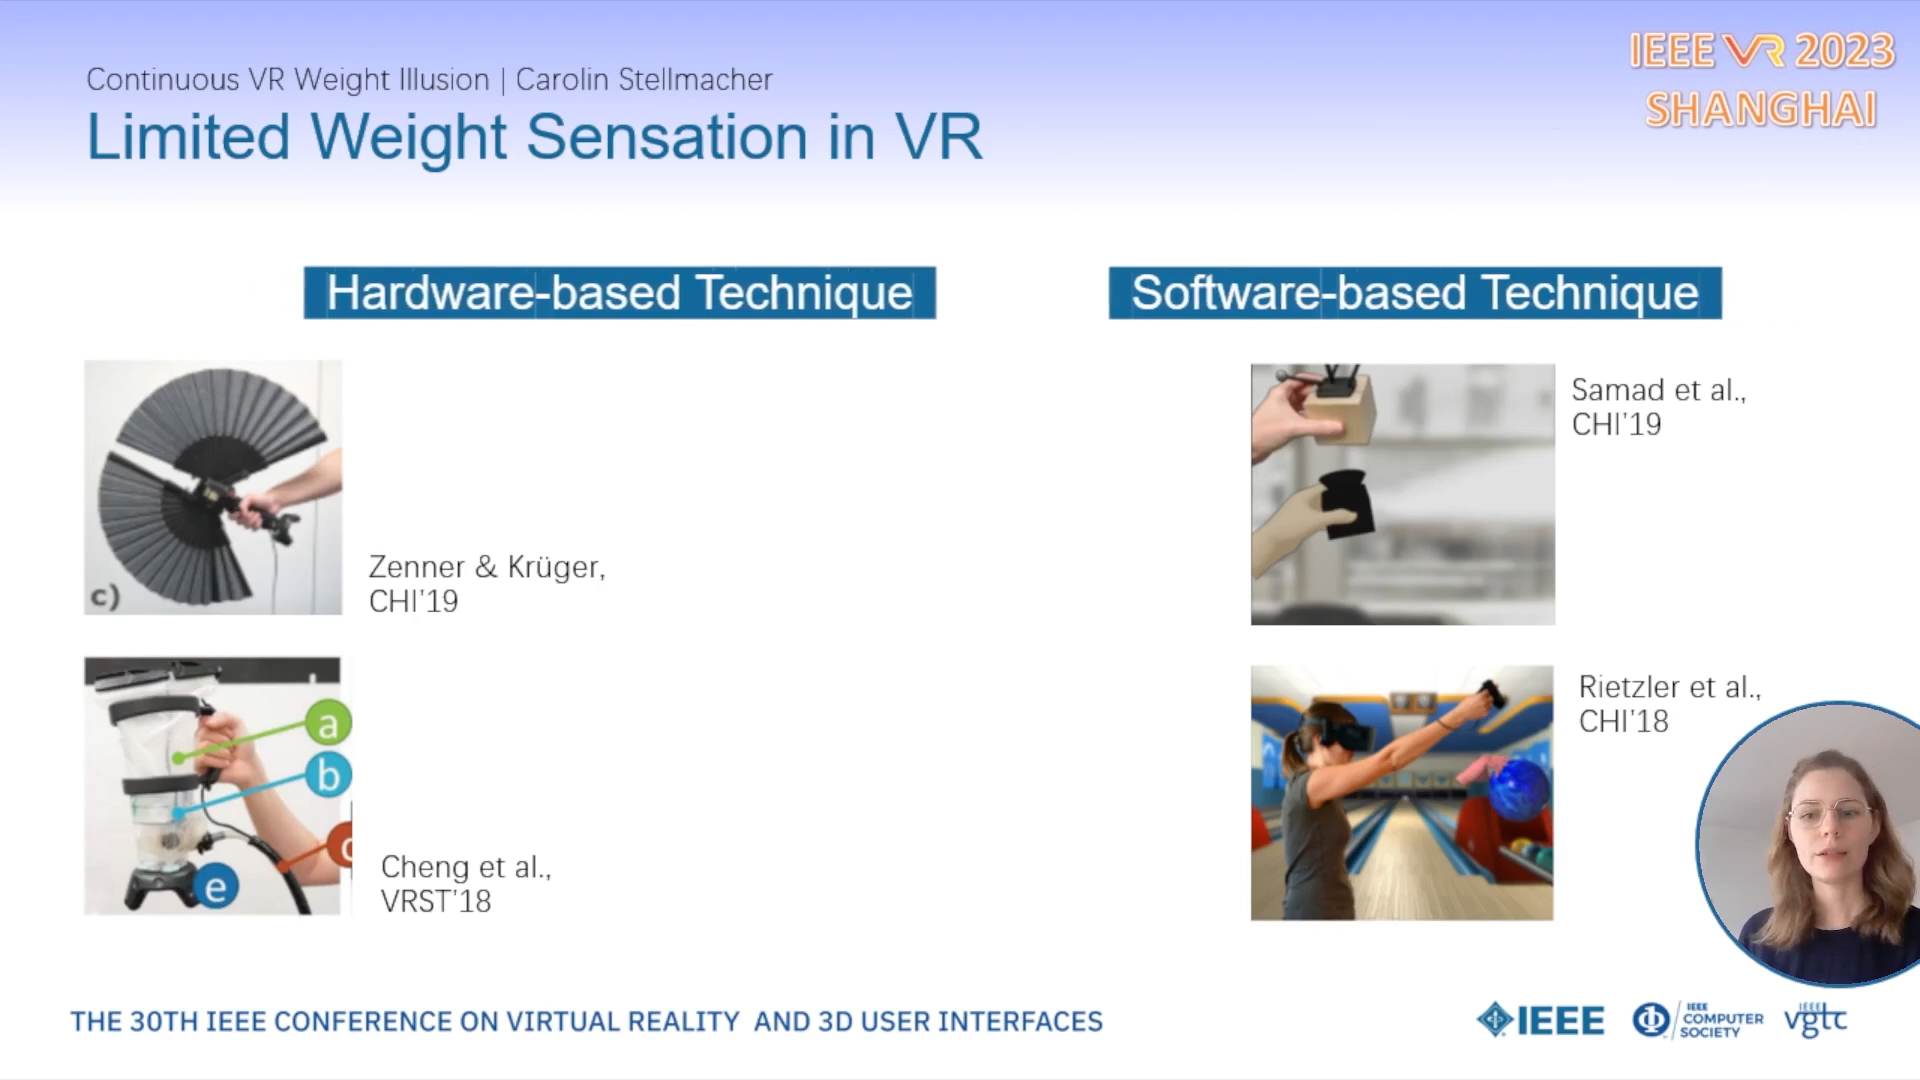 Continuous VR Weight Illusion | Carolin Stellmacher
Limited Weight Sensation in VR
IEEE VR 2023
SHANGHAI
Hardware-based Technique
Software-based Technique
c)
Zenner & Krüger,
CHI'19
a
b
e
Cheng et al.,
VRST'18
Samad et al.,
CHI'19
Rietzler et al.,
CHI'18
THE 30TH IEEE CONFERENCE ON VIRTUAL REALITY AND 3D USER INTERFACES
IEEE
IEEE
COMPUTER
SOCIETY
IEEE
vgtc